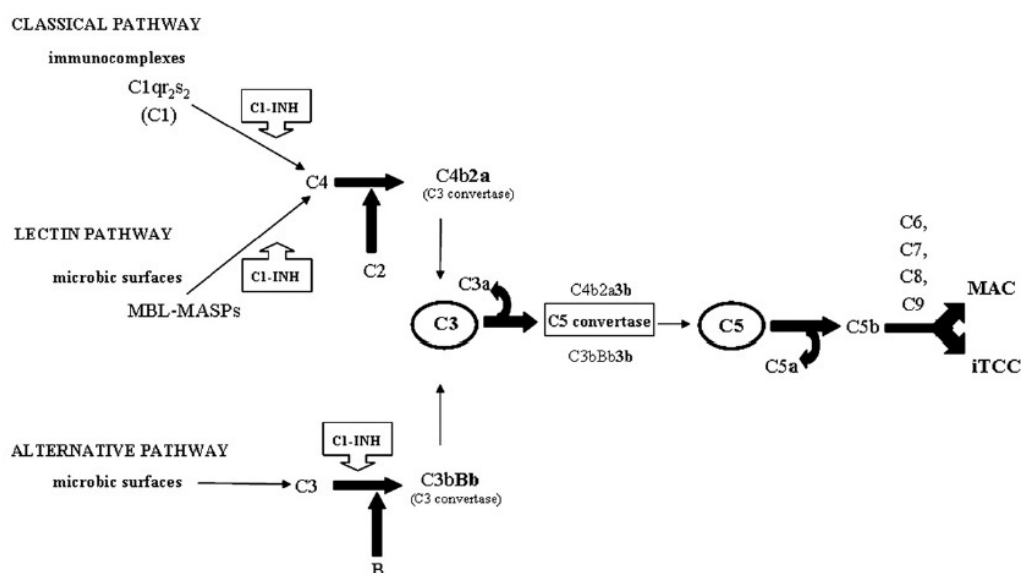 CLASSICAL PATHWAY
immunocomplexes
C1qr₂s₂
(C1)
C1-INH
C4
C4b2a
(C3 convertase)
LECTIN PATHWAY
microbic surfaces
MBL-MASPs
C1-INH
C2
C3a
C3
C4b2a3b
C5 convertase
C3bBb3b
C5
C5a
C5b
C6,
C7,
C8,
C9
MAC
iTCC
ALTERNATIVE PATHWAY
microbic surfaces
C1-INH
C3
C3bBb
(C3 convertase)
B